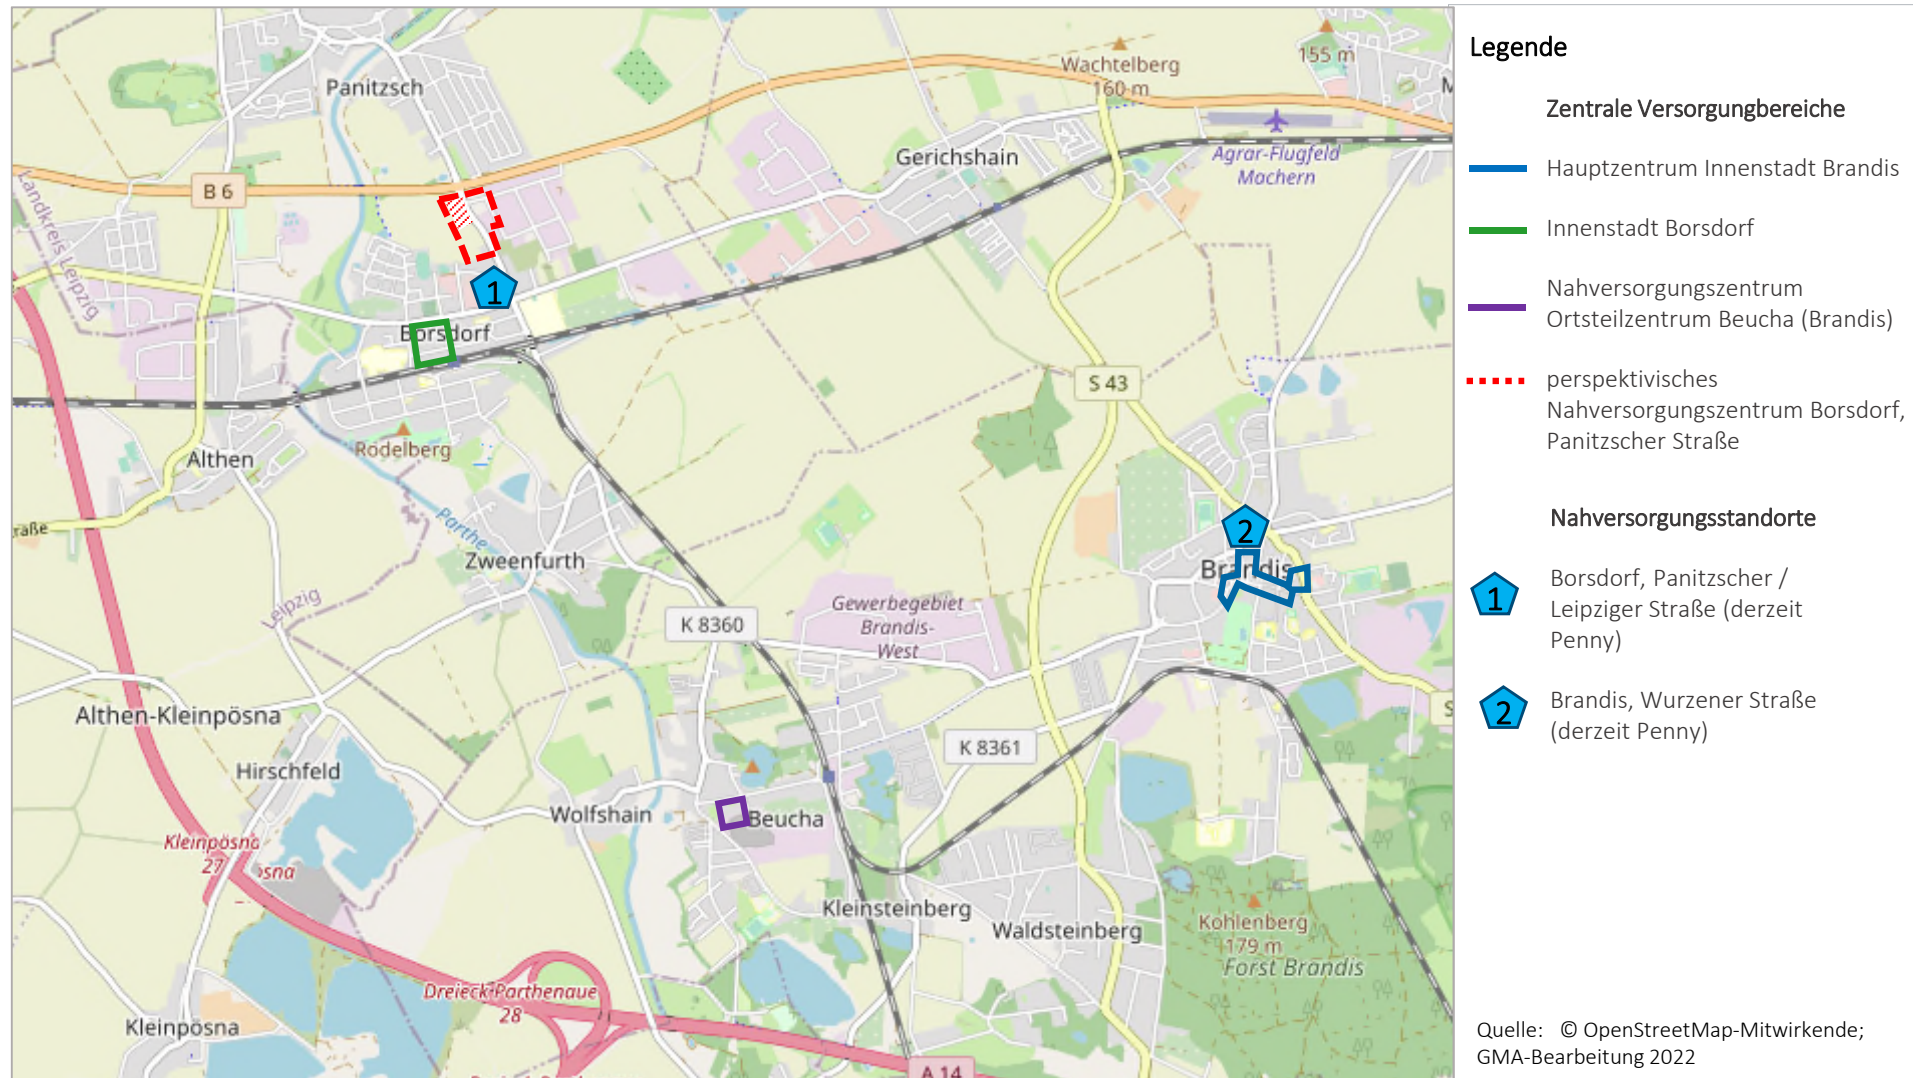 Panitzsch
Wachtelberg
160 m
155 m
M
Gerichshain
Agrar-Flugfeld
Machern
B 6
Landkreis Leipzig
1
Borsdorf
S 43
Althen
Rodelberg
raße
Parthe
Zweenfurth
Leipzig
2
Brandis
K 8360
Gewerbegebiet
Brandis-
West
Althen-Kleinpösna
S
K 8361
Hirschfeld
Wolfshain
Beucha
Kleinpösna
27
ösna
Kleinsteinberg
Waldsteinberg
Kohlenberg
179 m
Forst Brandis
Dreieck Parthenaue
28
Kleinpösna
A 14
Legende
Zentrale Versorgungbereiche
Hauptzentrum Innenstadt Brandis
Innenstadt Borsdorf
Nahversorgungszentrum
Ortsteilzentrum Beucha (Brandis)
perspektivisches
Nahversorgungszentrum Borsdorf,
Panitzscher Straße
Nahversorgungsstandorte
1
Borsdorf, Panitzscher /
Leipziger Straße (derzeit
Penny)
2
Brandis, Wurzener Straße
(derzeit Penny)
Quelle: © OpenStreetMap-Mitwirkende;
GMA-Bearbeitung 2022